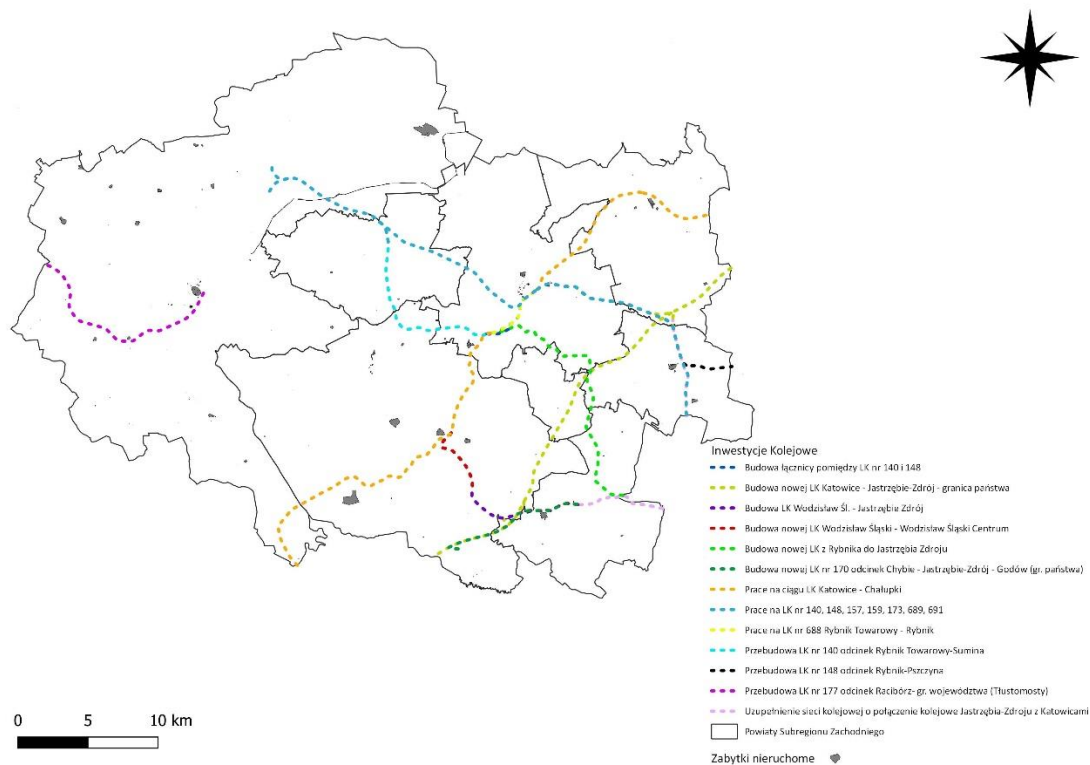 Inwestycje Kolejowe
Budowa łącznicy pomiędzy LK nr 140 i 148
Budowa nowej LK Katowice - Jastrzębie-Zdrój - granica państwa
Budowa LK Wodzisław Śl. - Jastrzębie Zdrój
Budowa nowej LK Wodzisław Śląski - Wodzisław Śląski Centrum
Budowa nowej LK z Rybnika do Jastrzębia Zdroju
Budowa nowej LK nr 170 odcinek Chybie - Jastrzębie-Zdrój - Godów (gr. państwa)
Prace na ciągu LK Katowice - Chałupki
Prace na LK nr 140, 148, 157, 159, 173, 689, 691
Prace na LK nr 688 Rybnik Towarowy - Rybnik
Przebudowa LK nr 140 odcinek Rybnik Towarowy-Sumina
Przebudowa LK nr 148 odcinek Rybnik-Pszczyna
Przebudowa LK nr 177 odcinek Racibórz- gr. województwa (Tłustomosty)
Uzupełnienie sieci kolejowej o połączenie kolejowe Jastrzębia-Zdroju z Katowicami
Powiaty Subregionu Zachodniego
Zabytki nieruchome
0 5 10 km